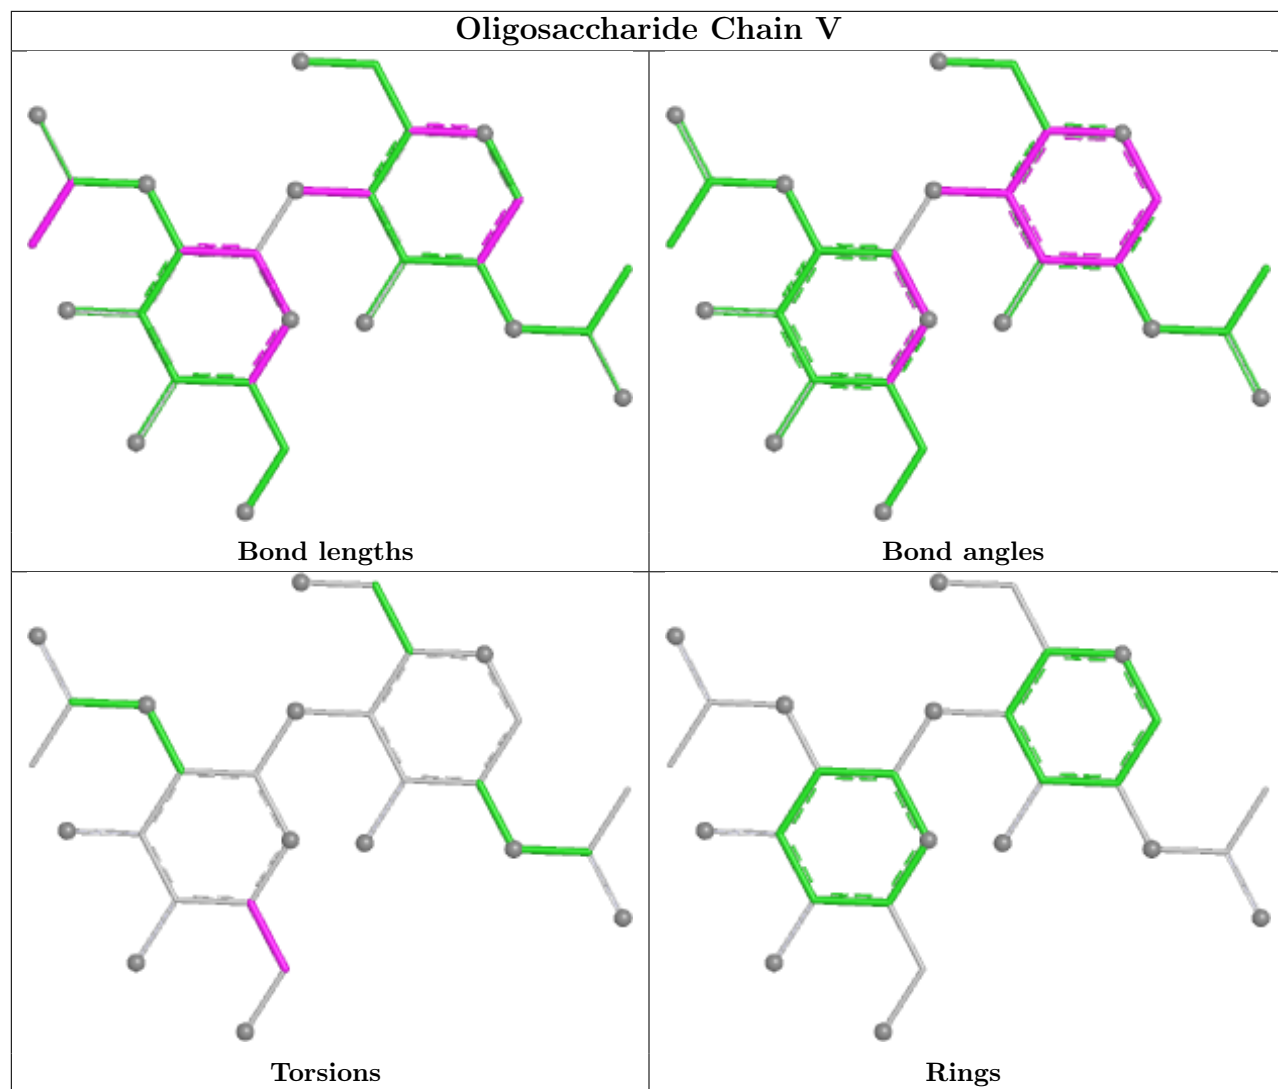 Oligosaccharide Chain V
Bond lengths
Bond angles
Torsions
Rings